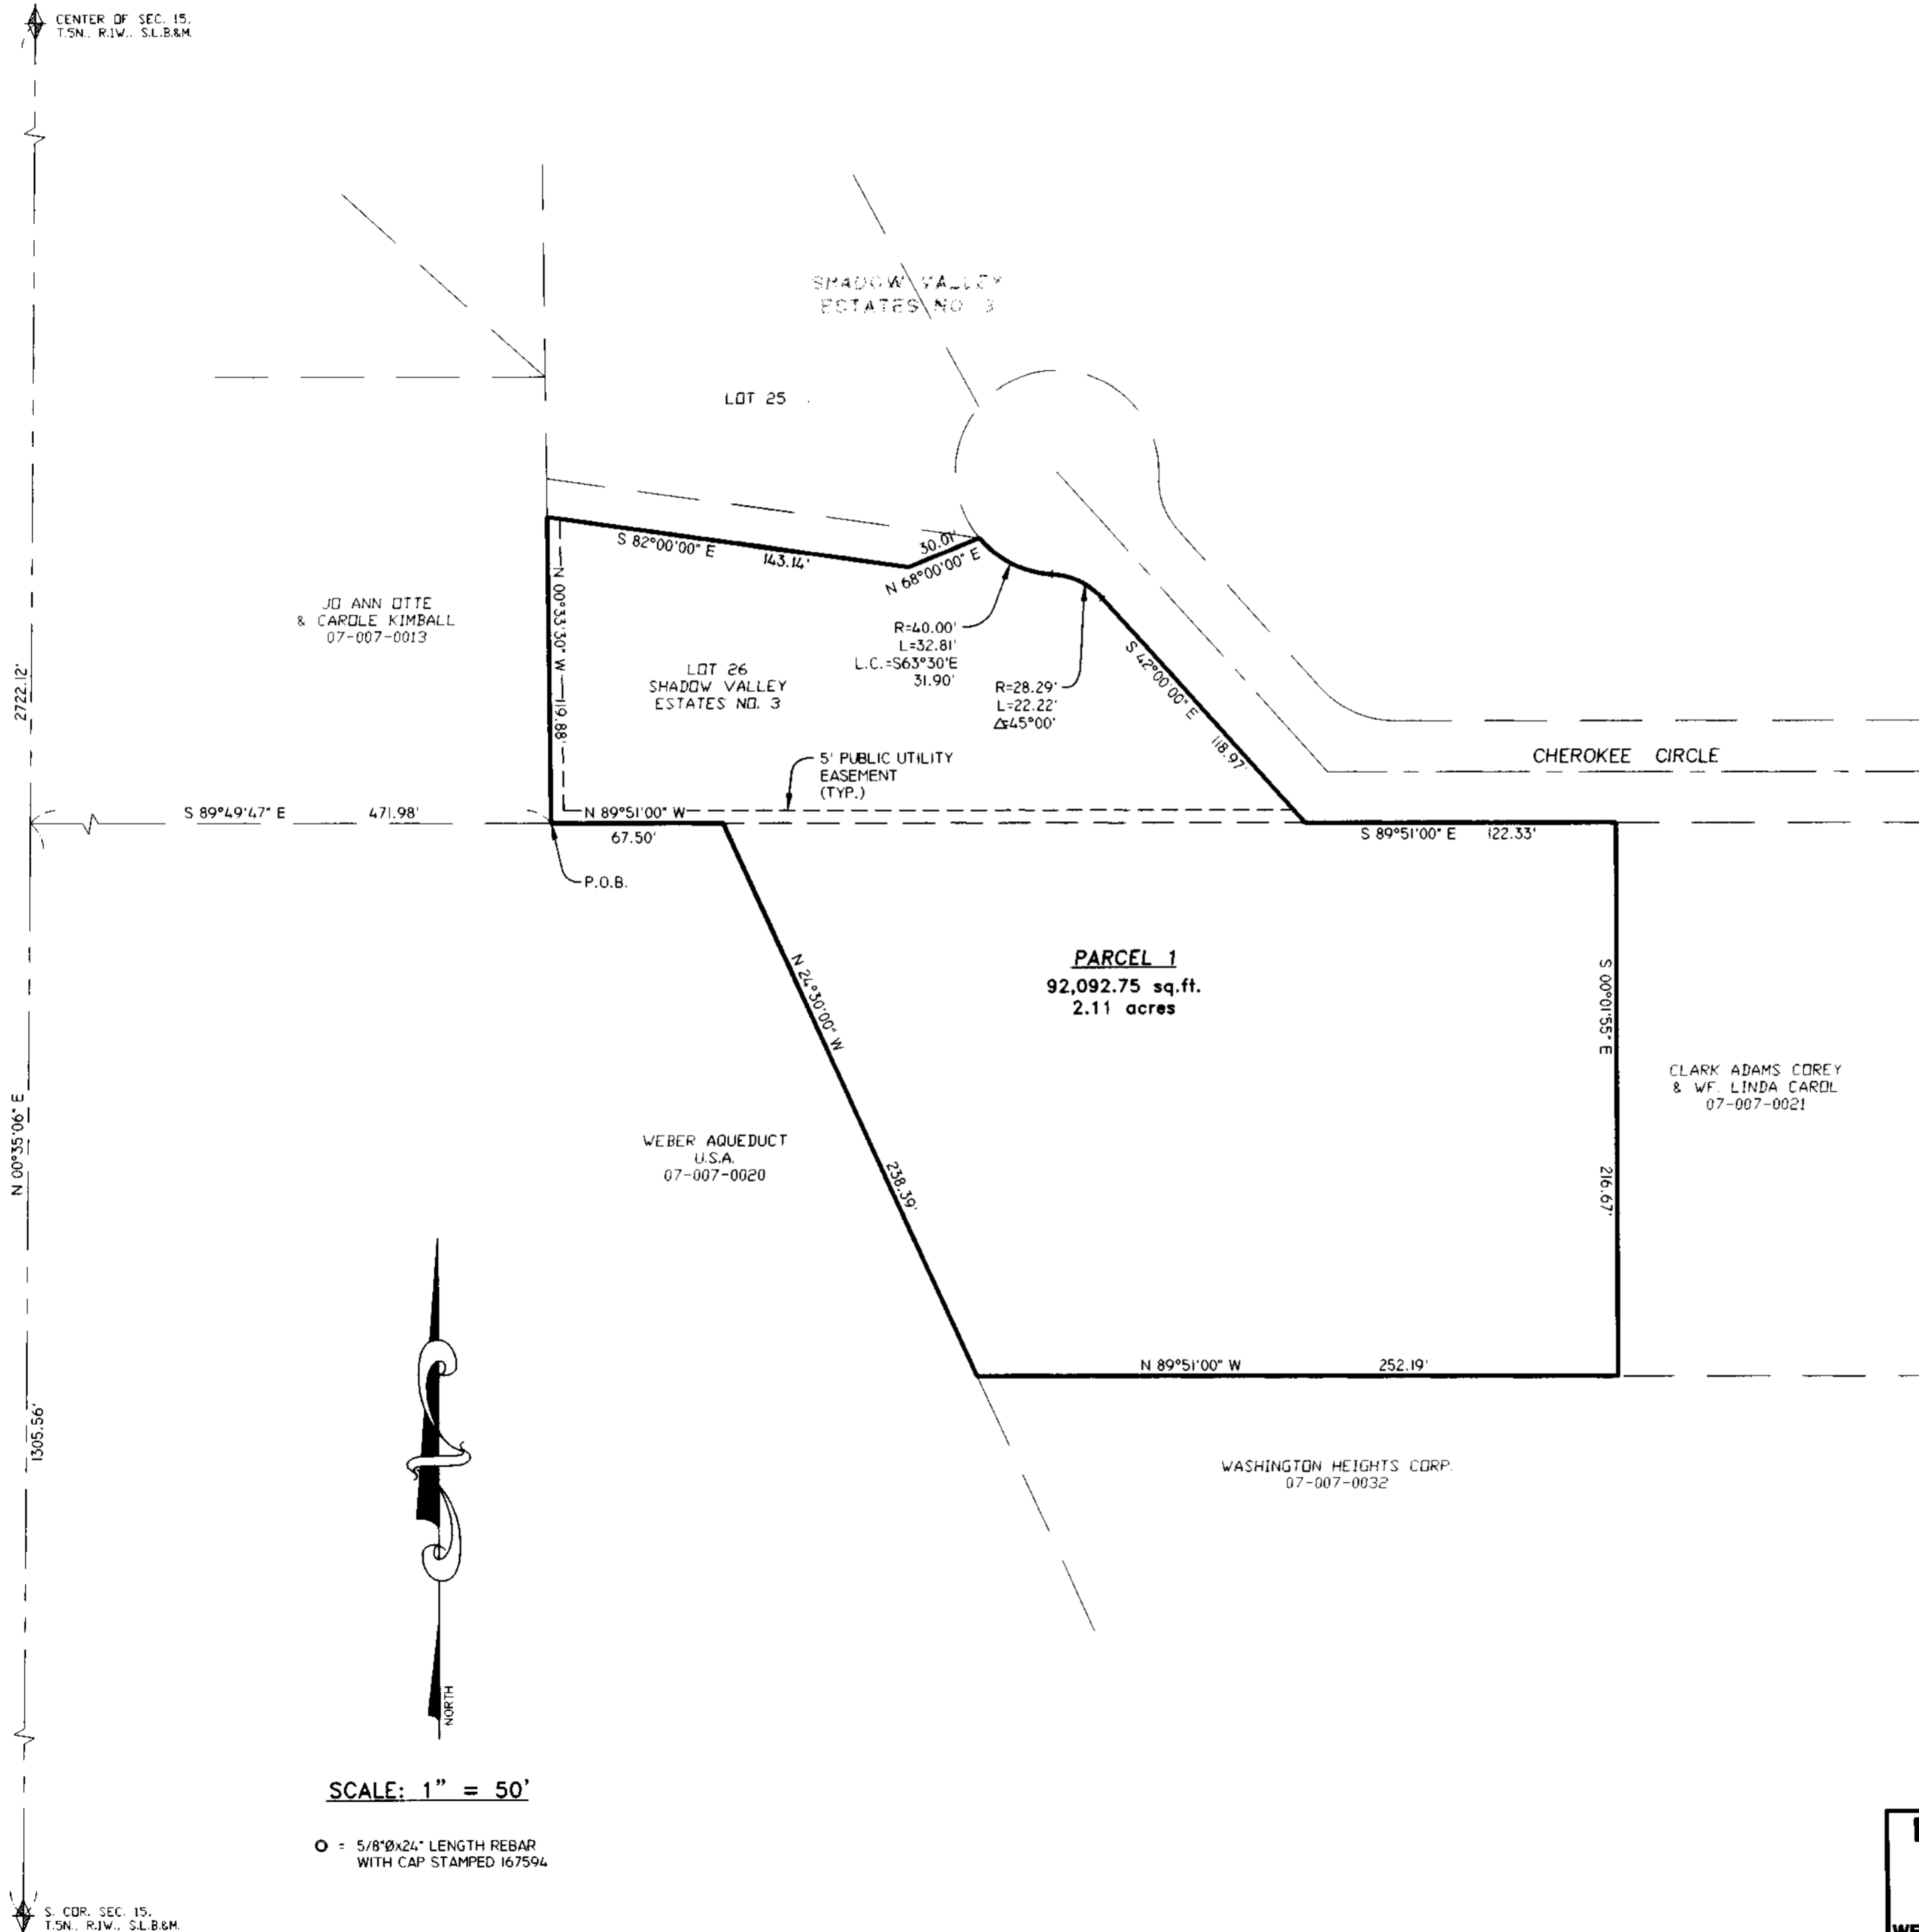 CENTER OF SEC. 15,
T.5N., R.1W., S.L.B.&M.
SHADOW VALLEY
ESTATES NO 3
LOT 25
S 82°00'00" E
143.14'
30.01'
N 68°00'00" E
N 00°33'30" W
119.88'
JO ANN OTTE
& CAROLE KIMBALL
07-007-0013
R=40.00'
L=32.81'
L.C.=S63°30'E
31.90'
LOT 26
SHADOW VALLEY
ESTATES NO. 3
R=28.29'
L=22.22'
Δ=45°00'
S 42°00'00" E
118.97'
2722.12'
CHEROKEE CIRCLE
5' PUBLIC UTILITY
EASEMENT
(TYP.)
S 89°49'47" E 471.98'
N 89°51'00" W
67.50'
S 89°51'00" E 122.33'
P.O.B.
PARCEL 1
92,092.75 sq.ft.
2.11 acres
N 24°30'00" W
238.39'
S 00°01'55" E
216.67'
CLARK ADAMS COREY
& WF. LINDA CAROL
07-007-0021
N 00°35'06" E
WEBER AQUEDUCT
U.S.A.
07-007-0020
N 89°51'00" W 252.19'
1305.56'
WASHINGTON HEIGHTS CORP.
07-007-0032
NORTH
SCALE: 1" = 50'
O = 5/8"Øx24" LENGTH REBAR
WITH CAP STAMPED 167594
S. COR. SEC. 15,
T.5N., R.1W., S.L.B.&M.